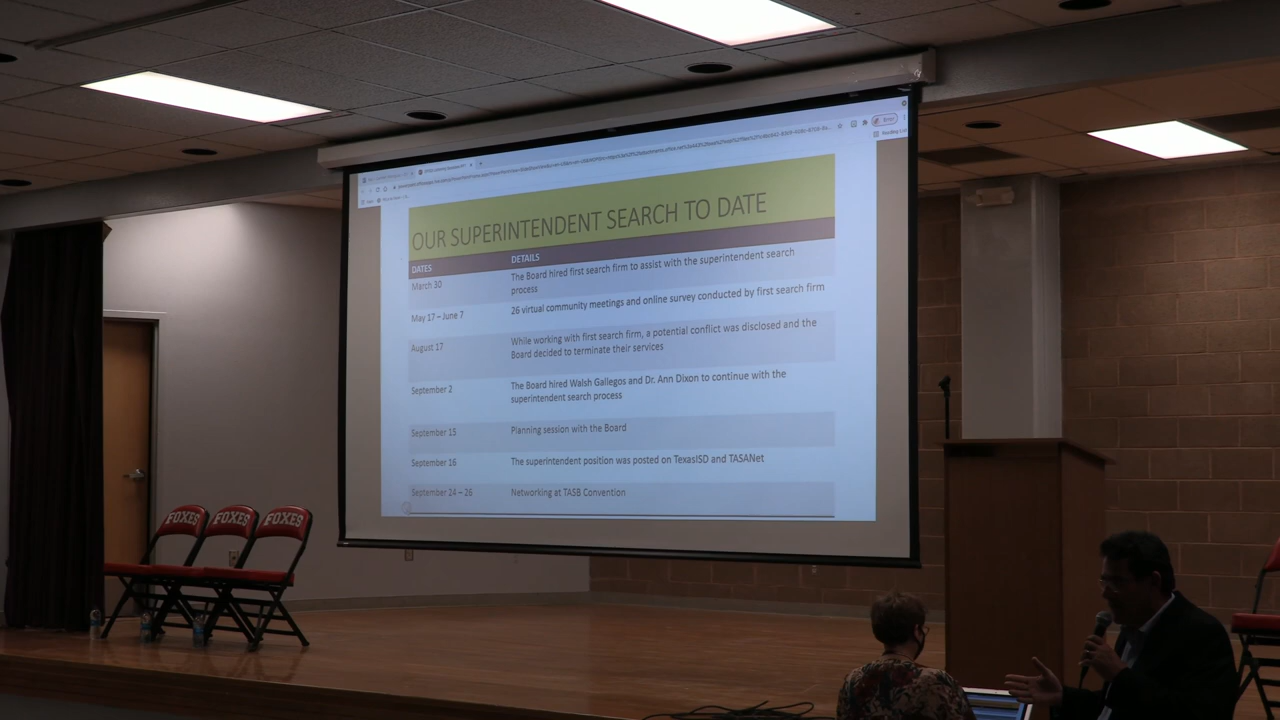 OUR SUPERINTENDENT SEARCH TO DATE
DATES DETAILS
March 30 The Board hired first search firm to assist with the superintendent search
process
May 17 – June 7 26 virtual community meetings and online survey conducted by first search firm
August 17 While working with first search firm, a potential conflict was disclosed and the
Board decided to terminate their services
September 2 The Board hired Walsh Gallegos and Dr. Ann Dixon to continue with the
superintendent search process
September 15 Planning session with the Board
September 16 The superintendent position was posted on TexasISD and TASANet
September 24 – 26 Networking at TASB Convention
FOXES FOXES FOXES
Reading List